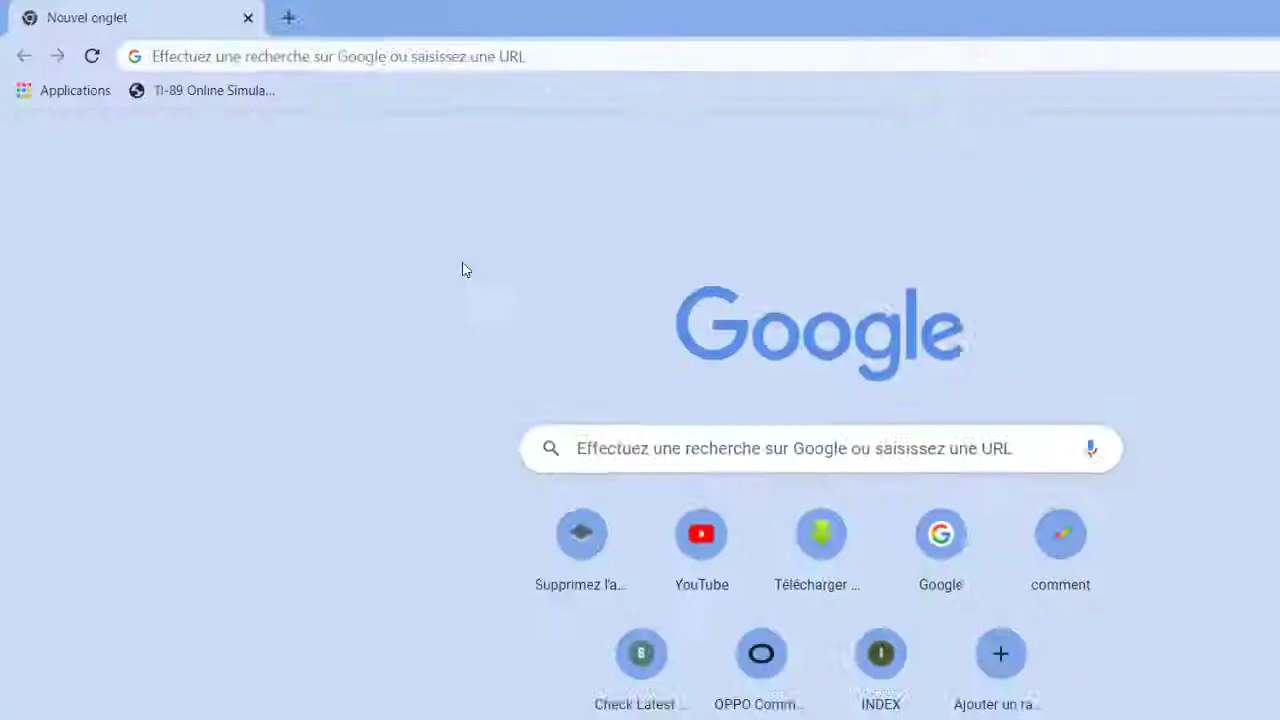 Nouvel onglet
Effectuez une recherche sur Google ou saisissez une URL
Applications TI-89 Online Simula...
Google
Effectuez une recherche sur Google ou saisissez une URL
Supprimez l'a... YouTube Télécharger ... Google comment
B I
Check Latest ... OPPO Comm... INDEX Ajouter un ra...